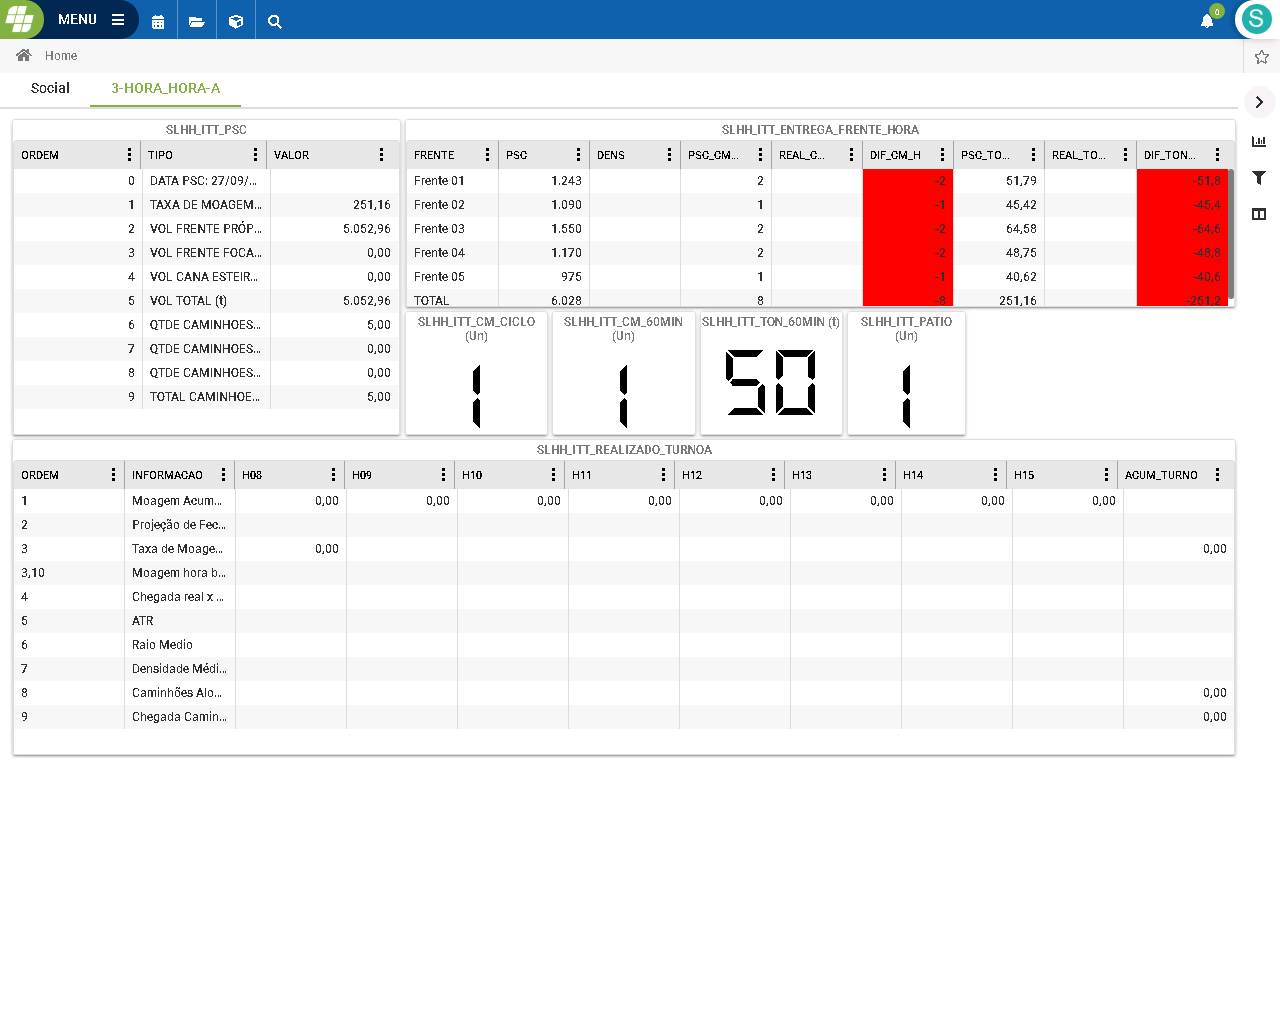 MENU
0
S
Home
Social 3-HORA_HORA-A
SLHH_ITT_PSC
ORDEM TIPO VALOR
0 DATA PSC: 27/09/...
1 TAXA DE MOAGEM... 251,16
2 VOL FRENTE PRÓP... 5.052,96
3 VOL FRENTE FOCA... 0,00
4 VOL CANA ESTEIR... 0,00
5 VOL TOTAL (t) 5.052,96
6 QTDE CAMINHOES... 5,00
7 QTDE CAMINHOES... 0,00
8 QTDE CAMINHOES... 0,00
9 TOTAL CAMINHOE... 5,00
SLHH_ITT_ENTREGA_FRENTE_HORA
FRENTE PSC DENS PSC_CM... REAL_C... DIF_CM_H PSC_TO... REAL_TO... DIF_TON...
Frente 01 1.243 2 -2 51,79 -51,8
Frente 02 1.090 1 -1 45,42 -45,4
Frente 03 1.550 2 -2 64,58 -64,6
Frente 04 1.170 2 -2 48,75 -48,8
Frente 05 975 1 -1 40,62 -40,6
TOTAL 6.028 8 -8 251,16 -251,2
SLHH_ITT_CM_CICLO
(Un)
1
SLHH_ITT_CM_60MIN
(Un)
1
SLHH_ITT_TON_60MIN (t)
50
SLHH_ITT_PATIO
(Un)
1
SLHH_ITT_REALIZADO_TURNOA
ORDEM INFORMACAO H08 H09 H10 H11 H12 H13 H14 H15 ACUM_TURNO
1 Moagem Acum... 0,00 0,00 0,00 0,00 0,00 0,00 0,00 0,00
2 Projeção de Fec...
3 Taxa de Moage... 0,00 0,00
3,10 Moagem hora b...
4 Chegada real x ...
5 ATR
6 Raio Medio
7 Densidade Médi...
8 Caminhões Alo... 0,00
9 Chegada Camin... 0,00